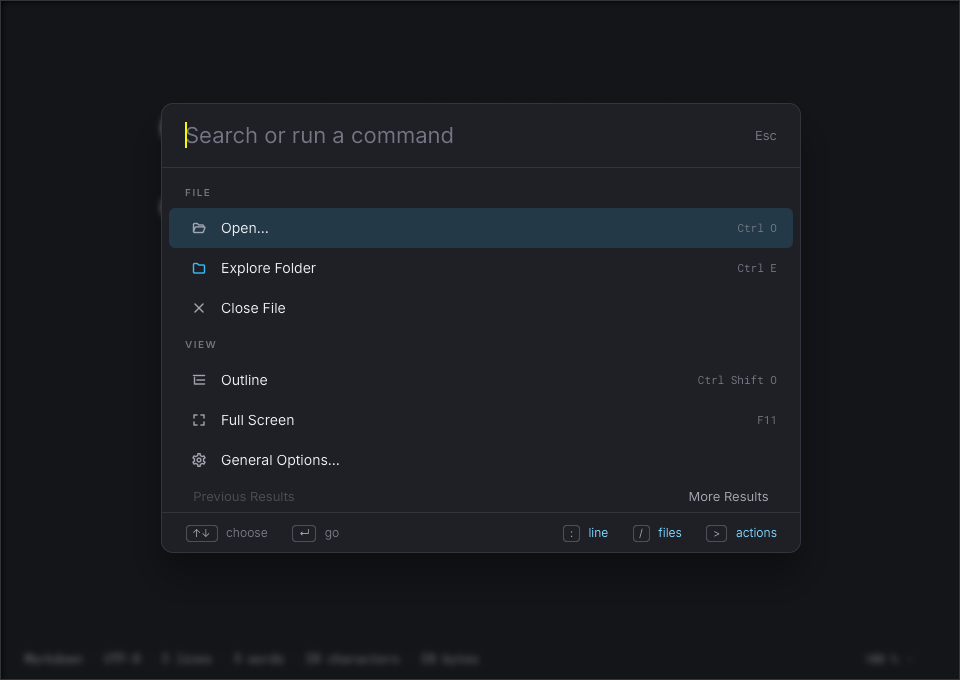 Search or run a command Esc
FILE
Open... Ctrl O
Explore Folder Ctrl E
Close File
VIEW
Outline Ctrl Shift O
Full Screen F11
General Options...
Previous Results More Results
↑↓ choose ↵ go : line / files > actions